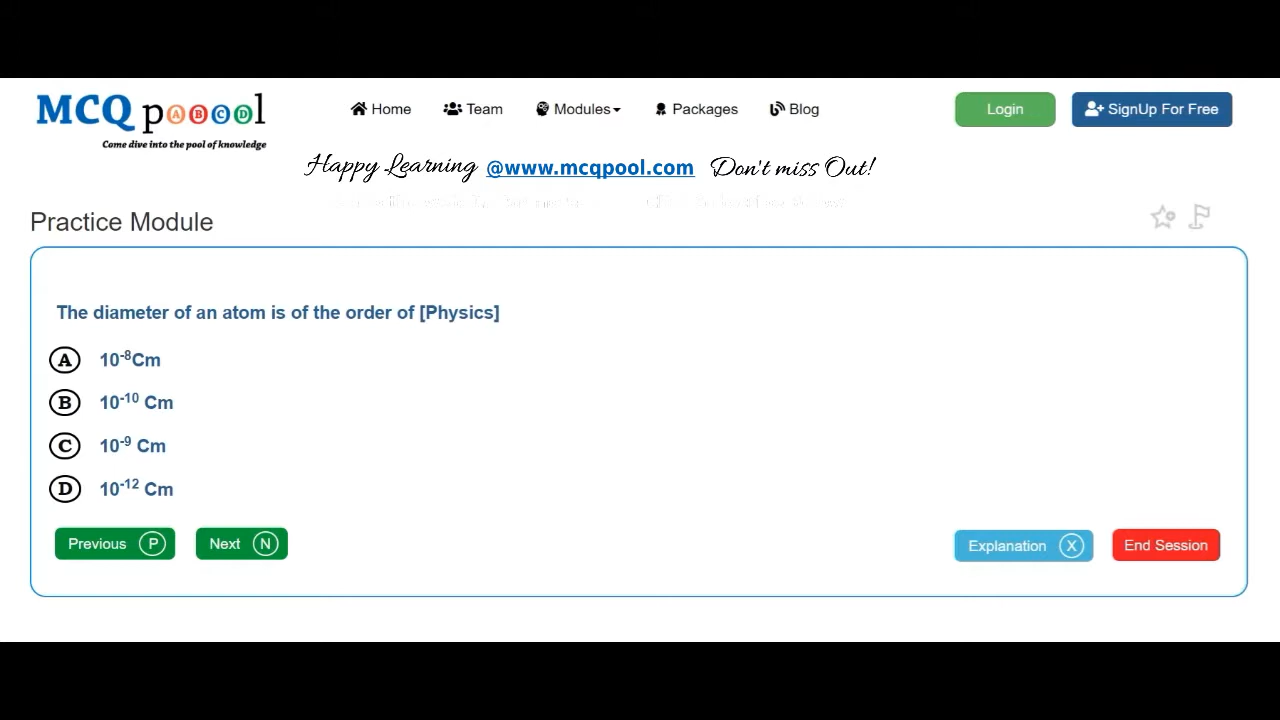 MCQ pooool
Come dive into the pool of knowledge
Home Team Modules Packages Blog Login SignUp For Free
Happy Learning @www.mcqpool.com Don't miss Out!
Practice Module
The diameter of an atom is of the order of [Physics]
A 10⁻⁸Cm
B 10⁻¹⁰ Cm
C 10⁻⁹ Cm
D 10⁻¹² Cm
Previous P Next N Explanation X End Session